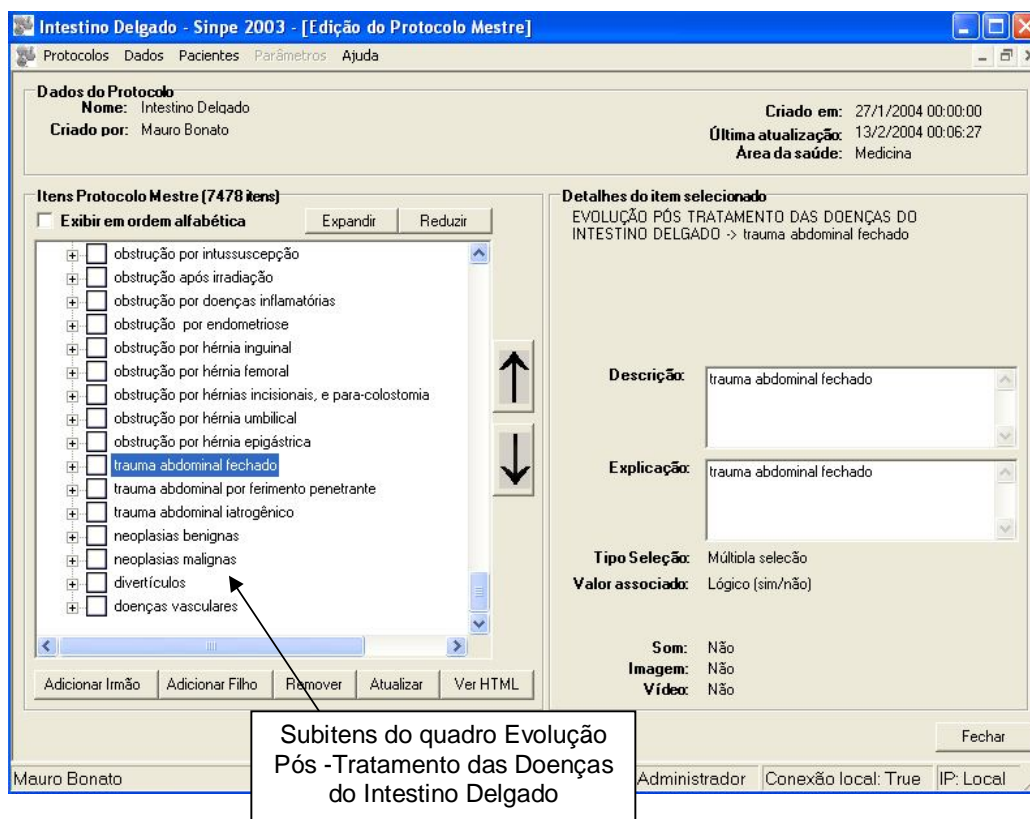 Intestino Delgado - Sinpe 2003 - [Edição do Protocolo Mestre]
Protocolos Dados Pacientes Parâmetros Ajuda
Dados do Protocolo
Nome: Intestino Delgado
Criado por: Mauro Bonato
Criado em: 27/1/2004 00:00:00
Última atualização: 13/2/2004 00:06:27
Área da saúde: Medicina
Itens Protocolo Mestre (7478 itens)
Exibir em ordem alfabética Expandir Reduzir
obstrução por intussuscepção
obstrução após irradiação
obstrução por doenças inflamatórias
obstrução por endometriose
obstrução por hérnia inguinal
obstrução por hérnia femoral
obstrução por hérnias incisionais, e para-colostomia
obstrução por hérnia umbilical
obstrução por hérnia epigástrica
trauma abdominal fechado
trauma abdominal por ferimento penetrante
trauma abdominal iatrogênico
neoplasias benignas
neoplasias malignas
divertículos
doenças vasculares
Adicionar Irmão Adicionar Filho Remover Atualizar Ver HTML
Detalhes do item selecionado
EVOLUÇÃO PÓS TRATAMENTO DAS DOENÇAS DO
INTESTINO DELGADO -> trauma abdominal fechado
Descrição: trauma abdominal fechado
Explicação: trauma abdominal fechado
Tipo Seleção: Múltipla seleção
Valor associado: Lógico (sim/não)
Som: Não
Imagem: Não
Vídeo: Não
Fechar
Subitens do quadro Evolução
Pós -Tratamento das Doenças
do Intestino Delgado
Mauro Bonato Administrador Conexão local: True IP: Local